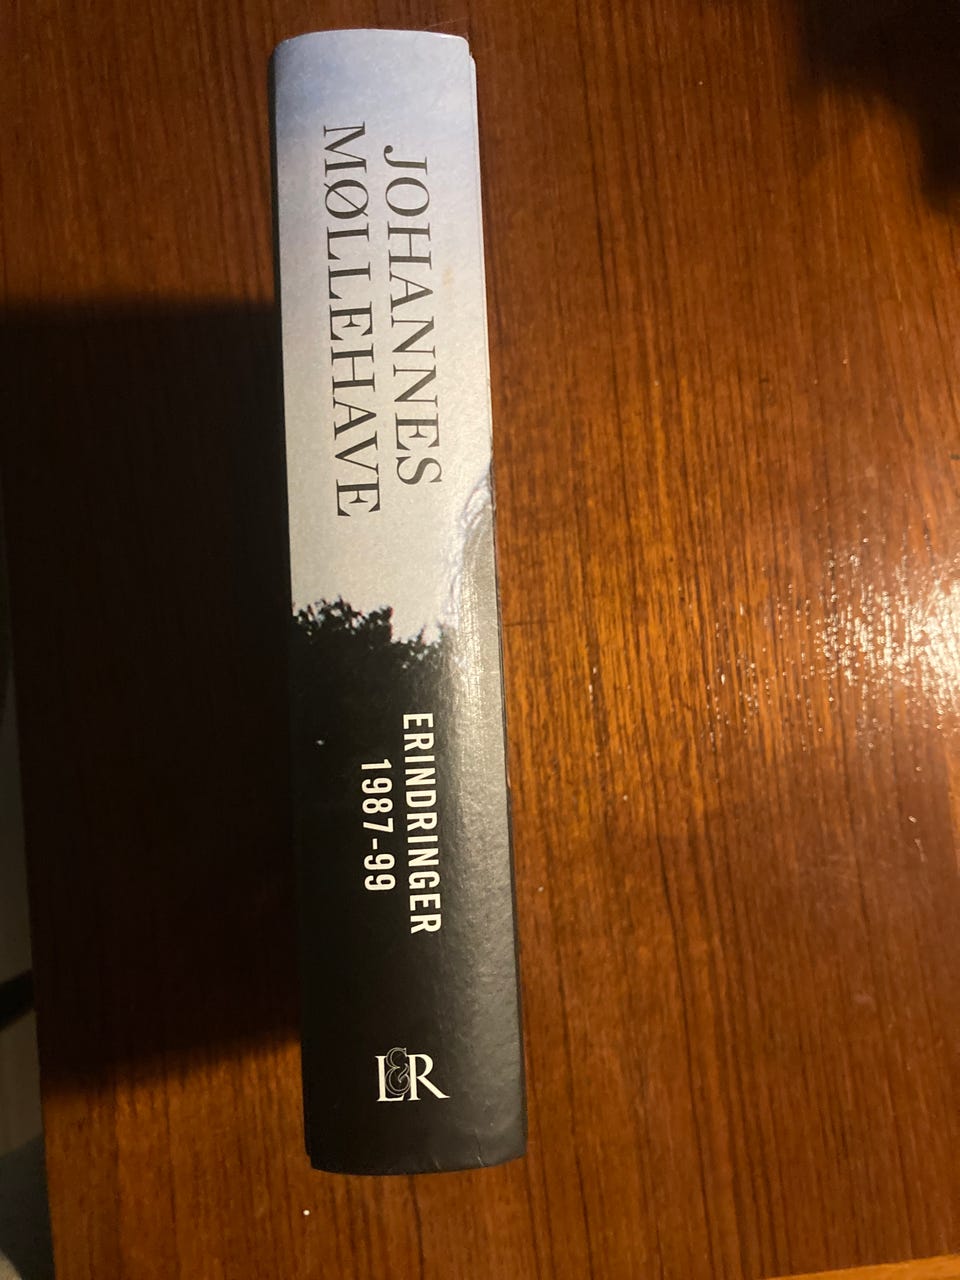 JOHANNES
MØLLEHAVE
ERINDRINGER
1987-99
L&R